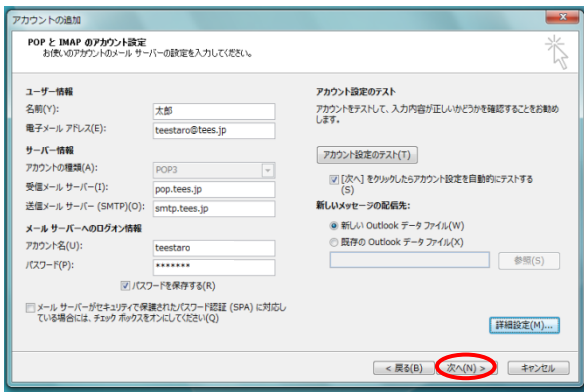 アカウントの追加
POP と IMAP のアカウント設定
お使いのアカウントのメール サーバーの設定を入力してください。
ユーザー情報
名前(Y):
太郎
電子メール アドレス(E):
teestaro@tees.jp
サーバー情報
アカウントの種類(A):
POP3
受信メール サーバー(I):
pop.tees.jp
送信メール サーバー (SMTP)(O):
smtp.tees.jp
メール サーバーへのログオン情報
アカウント名(U):
teestaro
パスワード(P):
*******
パスワードを保存する(R)
メール サーバーがセキュリティで保護されたパスワード認証 (SPA) に対応し
ている場合には、チェック ボックスをオンにしてください(Q)
アカウント設定のテスト
アカウントをテストして、入力内容が正しいかどうかを確認することをお勧め
します。
アカウント設定のテスト(T)
[次へ] をクリックしたらアカウント設定を自動的にテストする
(S)
新しいメッセージの配信先:
新しい Outlook データ ファイル(W)
既存の Outlook データ ファイル(X)
参照(S)
詳細設定(M)...
< 戻る(B)
次へ(N) >
キャンセル